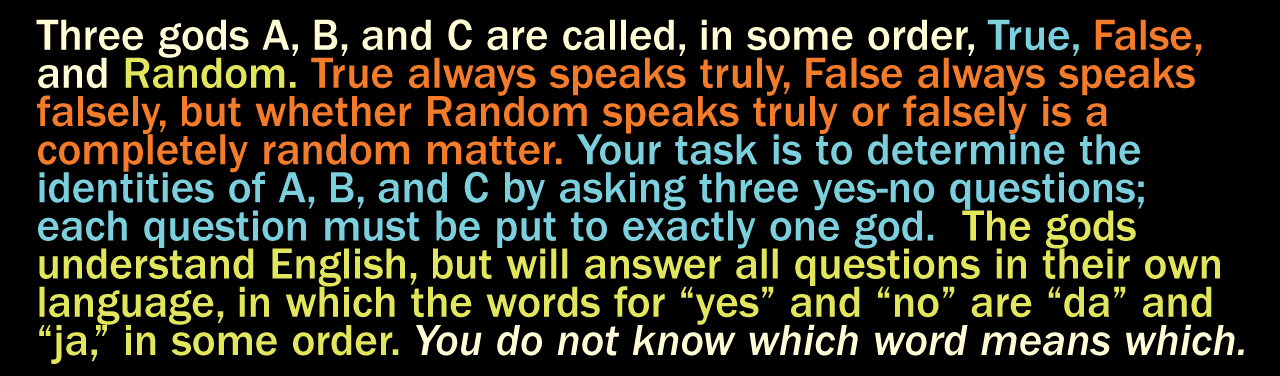 Three gods A, B, and C are called, in some order, True, False,
and Random. True always speaks truly, False always speaks
falsely, but whether Random speaks truly or falsely is a
completely random matter. Your task is to determine the
identities of A, B, and C by asking three yes-no questions;
each question must be put to exactly one god.  The gods
understand English, but will answer all questions in their own
language, in which the words for “yes” and “no” are “da” and
“ja,” in some order. You do not know which word means which.